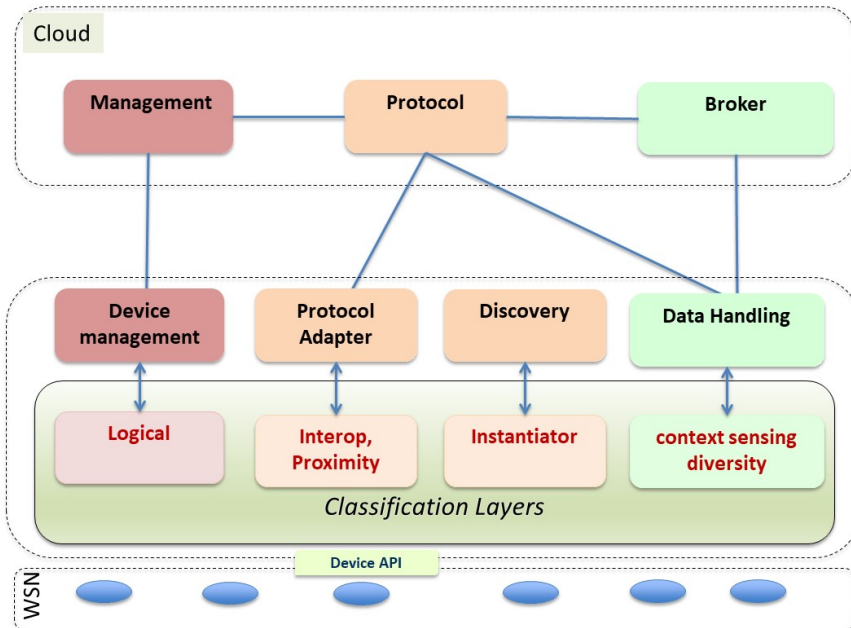 Cloud
Management
Protocol
Broker
Device
management
Protocol
Adapter
Discovery
Data Handling
Logical
Interop,
Proximity
Instantiator
context sensing
diversity
Classification Layers
Device API
WSN